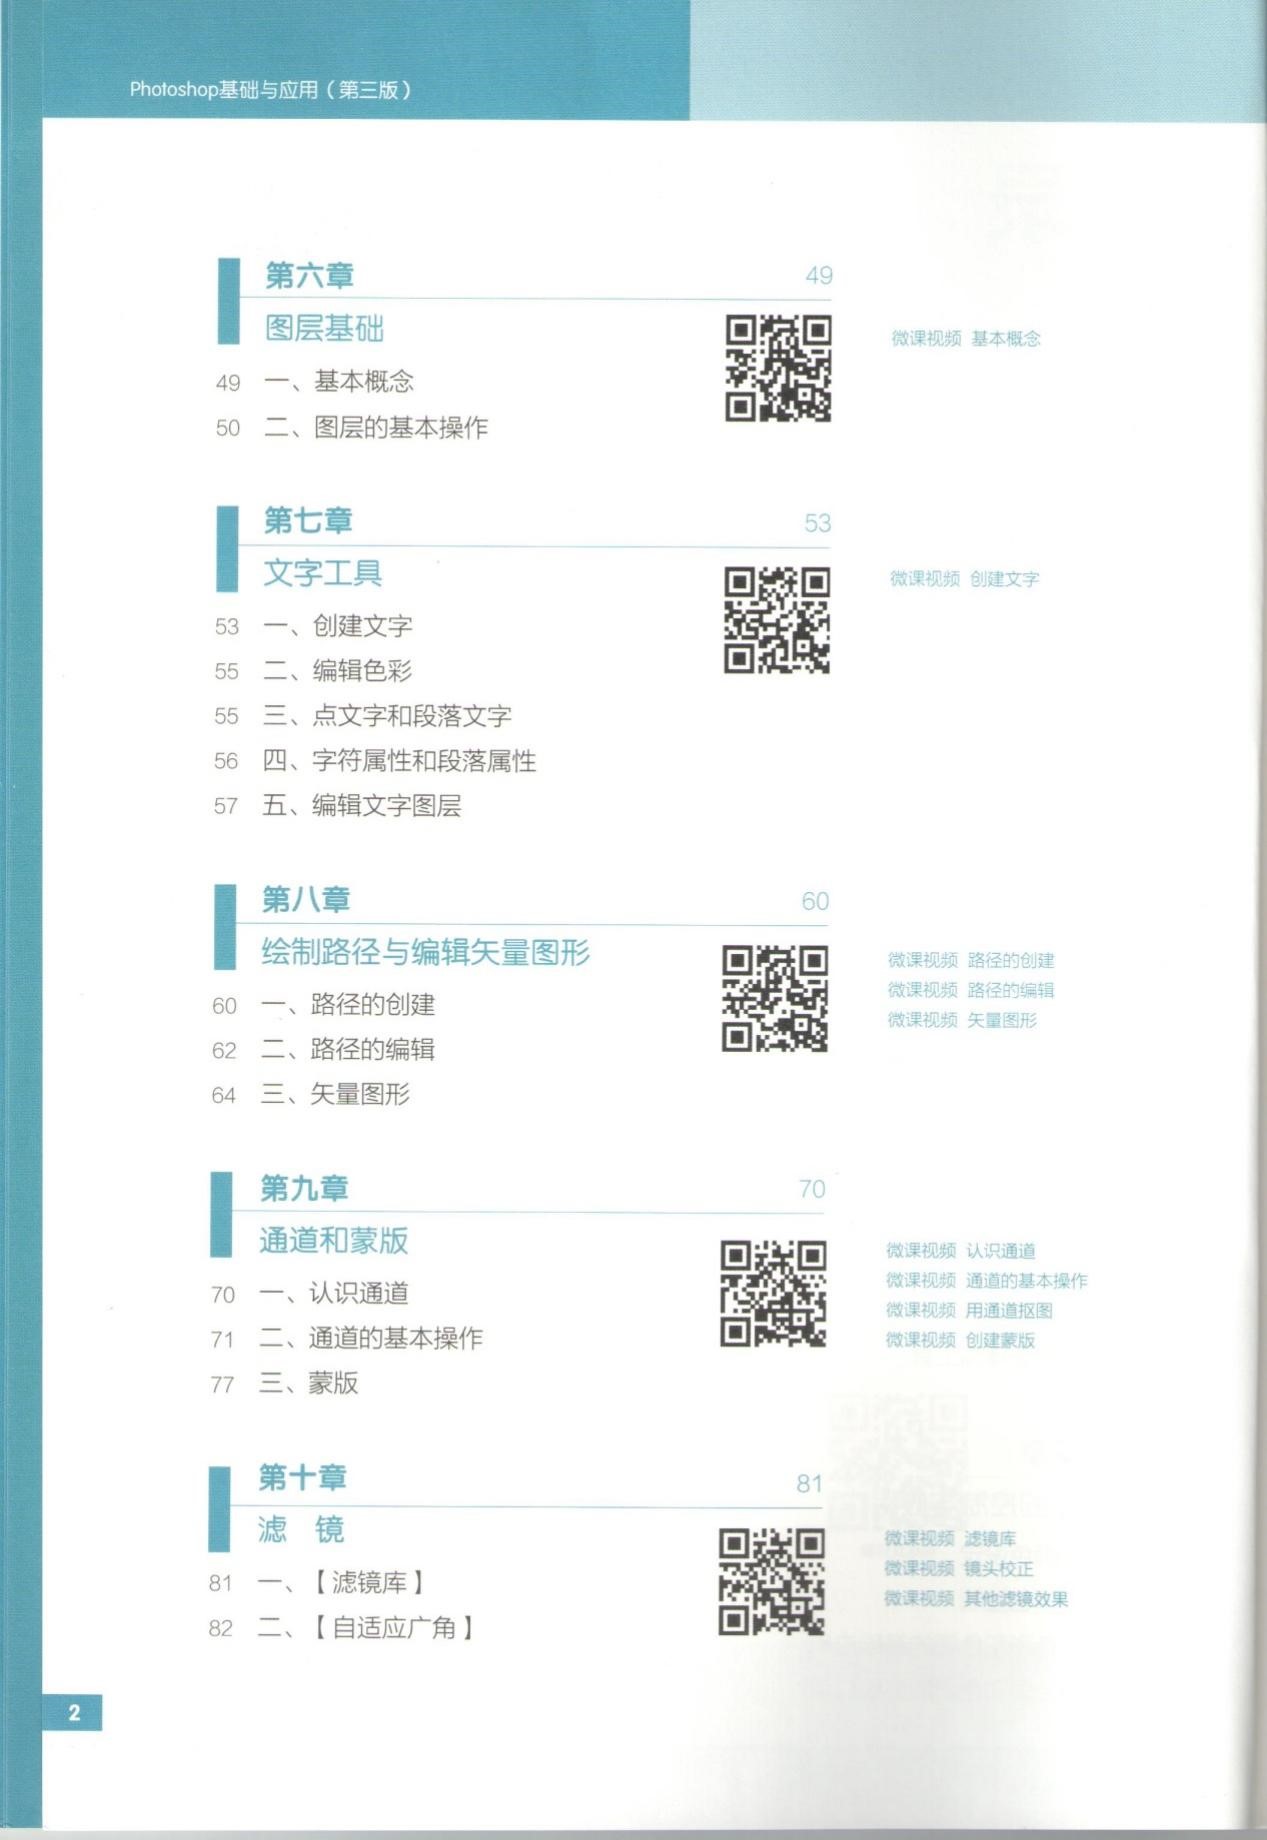 Photoshop基础与应用（第三版）
第六章 49
图层基础
微课视频 基本概念
49 一、基本概念
50 二、图层的基本操作
第七章 53
文字工具
微课视频 创建文字
53 一、创建文字
55 二、编辑色彩
55 三、点文字和段落文字
56 四、字符属性和段落属性
57 五、编辑文字图层
第八章 60
绘制路径与编辑矢量图形
微课视频 路径的创建
微课视频 路径的编辑
微课视频 矢量图形
60 一、路径的创建
62 二、路径的编辑
64 三、矢量图形
第九章 70
通道和蒙版
微课视频 认识通道
微课视频 通道的基本操作
微课视频 用通道抠图
微课视频 创建蒙版
70 一、认识通道
71 二、通道的基本操作
77 三、蒙版
第十章 81
滤 镜
微课视频 滤镜库
微课视频 镜头校正
微课视频 其他滤镜效果
81 一、【滤镜库】
82 二、【自适应广角】
2